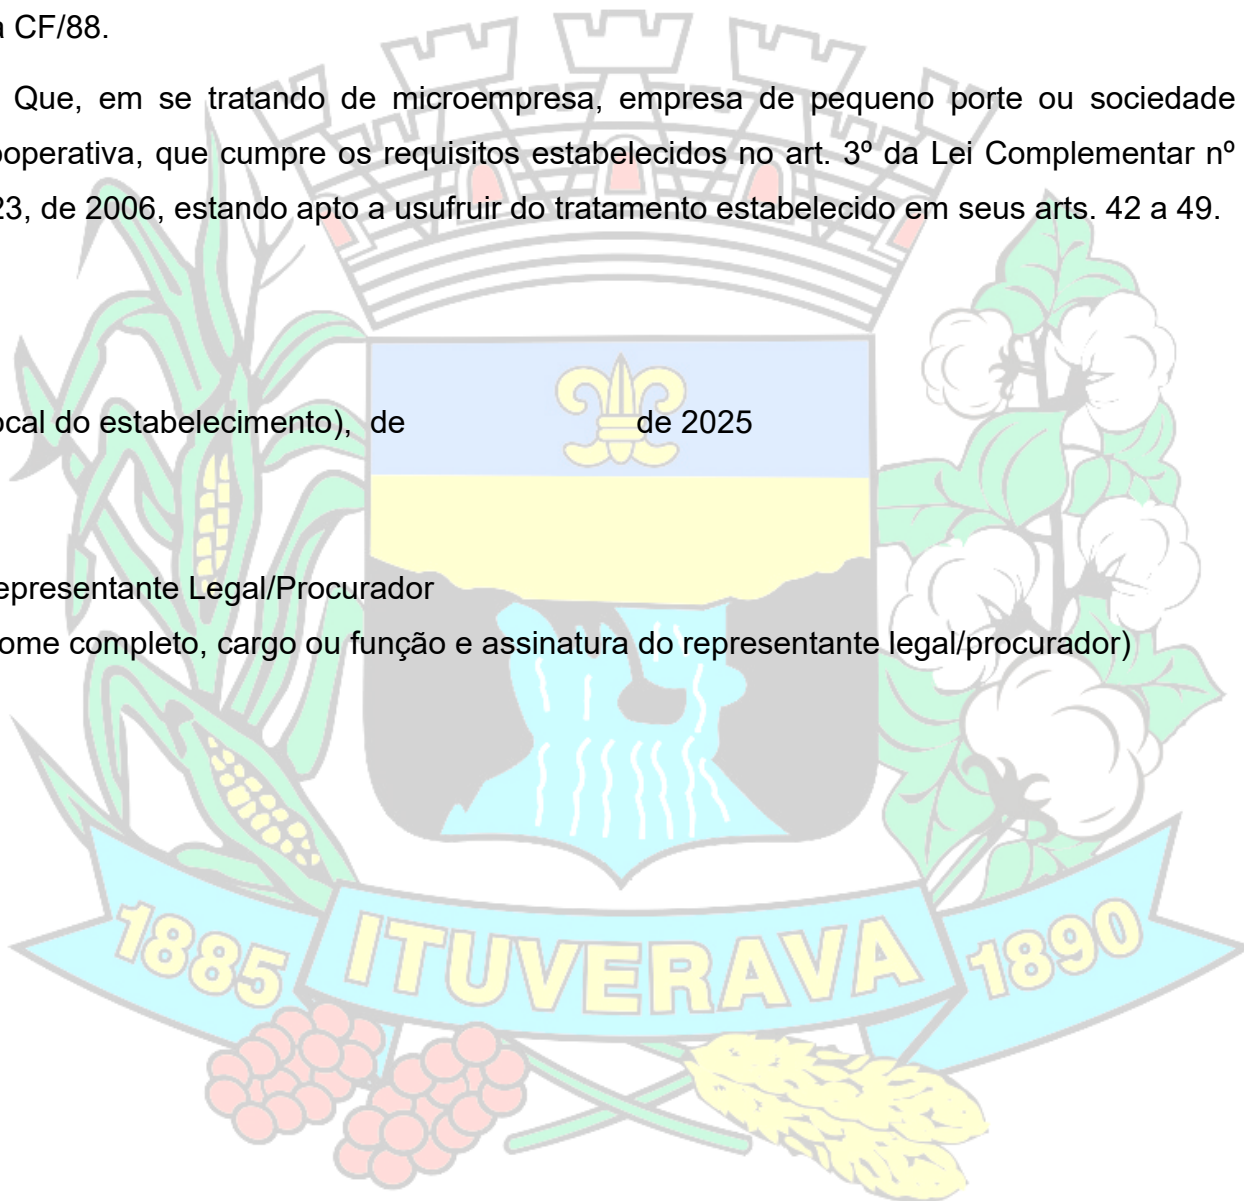 a CF/88.
Que, em se tratando de microempresa, empresa de pequeno porte ou sociedade
ooperativa, que cumpre os requisitos estabelecidos no art. 3º da Lei Complementar nº
23, de 2006, estando apto a usufruir do tratamento estabelecido em seus arts. 42 a 49.
ocal do estabelecimento), de de 2025
epresentante Legal/Procurador
ome completo, cargo ou função e assinatura do representante legal/procurador)
1885 ITUVERAVA 1890